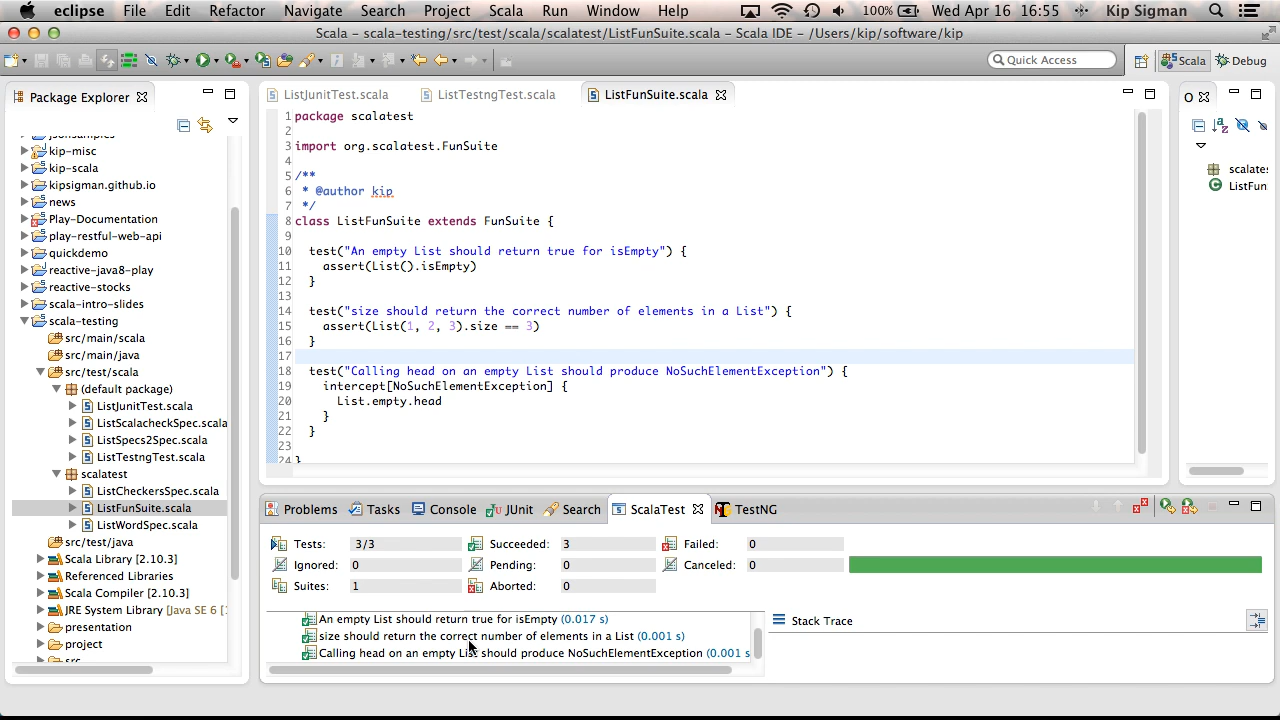 eclipse File Edit Refactor Navigate Search Project Scala Run Window Help 100% Wed Apr 16 16:55 Kip Sigman
Scala – scala-testing/src/test/scala/scalatest/ListFunSuite.scala – Scala IDE – /Users/kip/software/kip
Quick Access Scala Debug
Package Explorer
kip-misc
kip-scala
kipsigman.github.io
news
Play-Documentation
play-restful-web-api
quickdemo
reactive-java8-play
reactive-stocks
scala-intro-slides
scala-testing
src/main/scala
src/main/java
src/test/scala
(default package)
ListJunitTest.scala
ListScalacheckSpec.scala
ListSpecs2Spec.scala
ListTestngTest.scala
scalatest
ListCheckersSpec.scala
ListFunSuite.scala
ListWordSpec.scala
src/test/java
Scala Library [2.10.3]
Referenced Libraries
Scala Compiler [2.10.3]
JRE System Library [Java SE 6 [:
presentation
project
src
ListJunitTest.scala ListTestngTest.scala ListFunSuite.scala
1 package scalatest
2
3 import org.scalatest.FunSuite
4
5 /**
6 * @author kip
7 */
8 class ListFunSuite extends FunSuite {
9
10 test("An empty List should return true for isEmpty") {
11 assert(List().isEmpty)
12 }
13
14 test("size should return the correct number of elements in a List") {
15 assert(List(1, 2, 3).size == 3)
16 }
17
18 test("Calling head on an empty List should produce NoSuchElementException") {
19 intercept[NoSuchElementException] {
20 List.empty.head
21 }
22 }
23
24 }
O
scalates
ListFun
Problems Tasks Console JUnit Search ScalaTest TestNG
Tests: 3/3 Succeeded: 3 Failed: 0
Ignored: 0 Pending: 0 Canceled: 0
Suites: 1 Aborted: 0
An empty List should return true for isEmpty (0.017 s)
size should return the correct number of elements in a List (0.001 s)
Calling head on an empty List should produce NoSuchElementException (0.001 s
Stack Trace